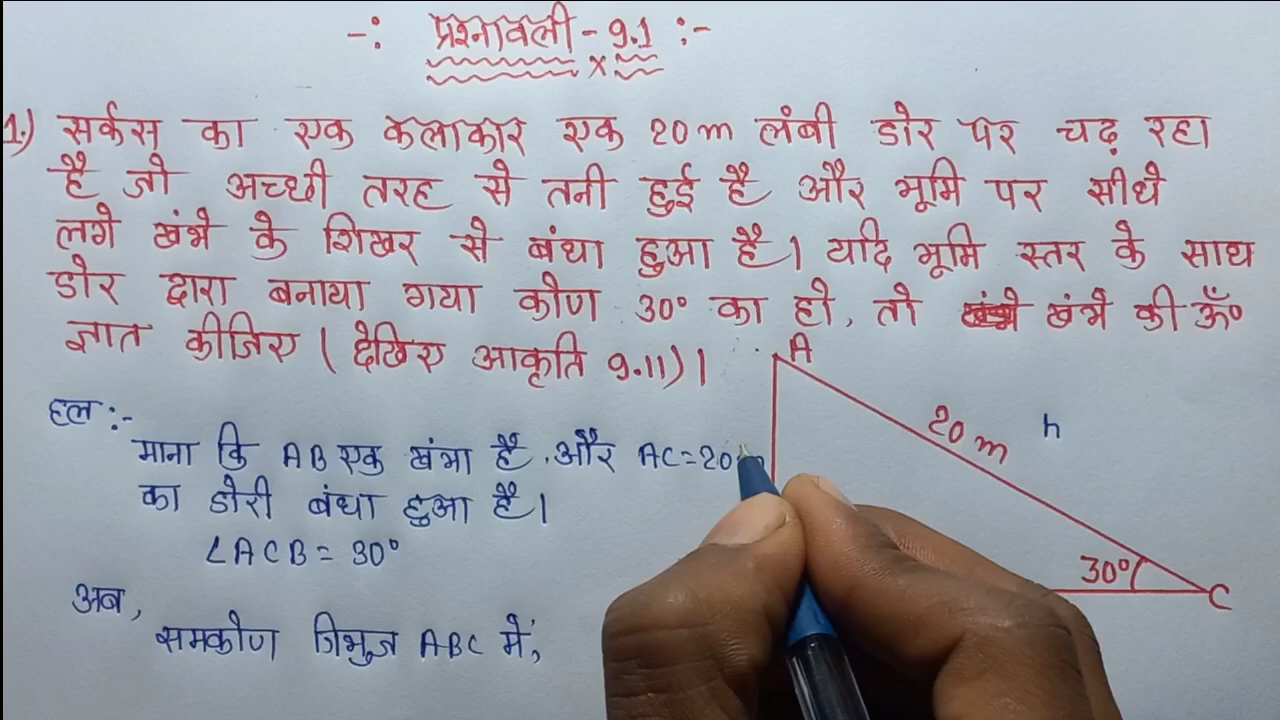 -: प्रश्नावली - 9.1 :-
1.) सर्कस का एक कलाकार एक 20 m लंबी डोर पर चढ़ रहा
है जो अच्छी तरह से तनी हुई है और भूमि पर सीधे
लगे खंभे के शिखर से बंधा हुआ है। यदि भूमि स्तर के साथ
डोर द्वारा बनाया गया कोण 30° का हो, तो खंभे की ऊँ०
ज्ञात कीजिए (देखिए आकृति 9.11)।
A
20 m
h
30°
C
हल :-
माना कि AB एक खंभा है, और AC = 20 m
का डोरी बंधा हुआ है।
∠ACB = 30°
अब,
समकोण त्रिभुज ABC में,